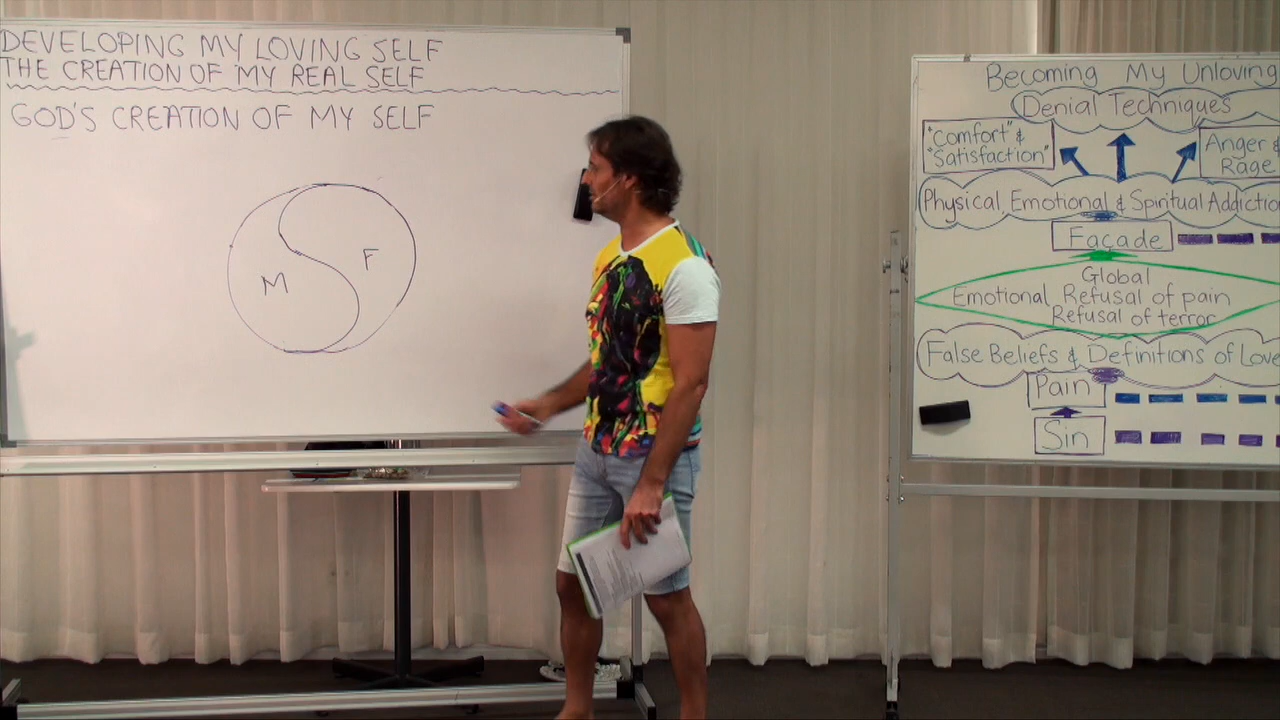 DEVELOPING MY LOVING SELF
THE CREATION OF MY REAL SELF
GOD'S CREATION OF MY SELF
M
F
Becoming My Unloving
Denial Techniques
"Comfort" &
"Satisfaction"
Anger &
Rage
Physical, Emotional & Spiritual Addictio
Façade
Global
Emotional Refusal of pain
Refusal of terror
False Beliefs & Definitions of Love
Pain
Sin